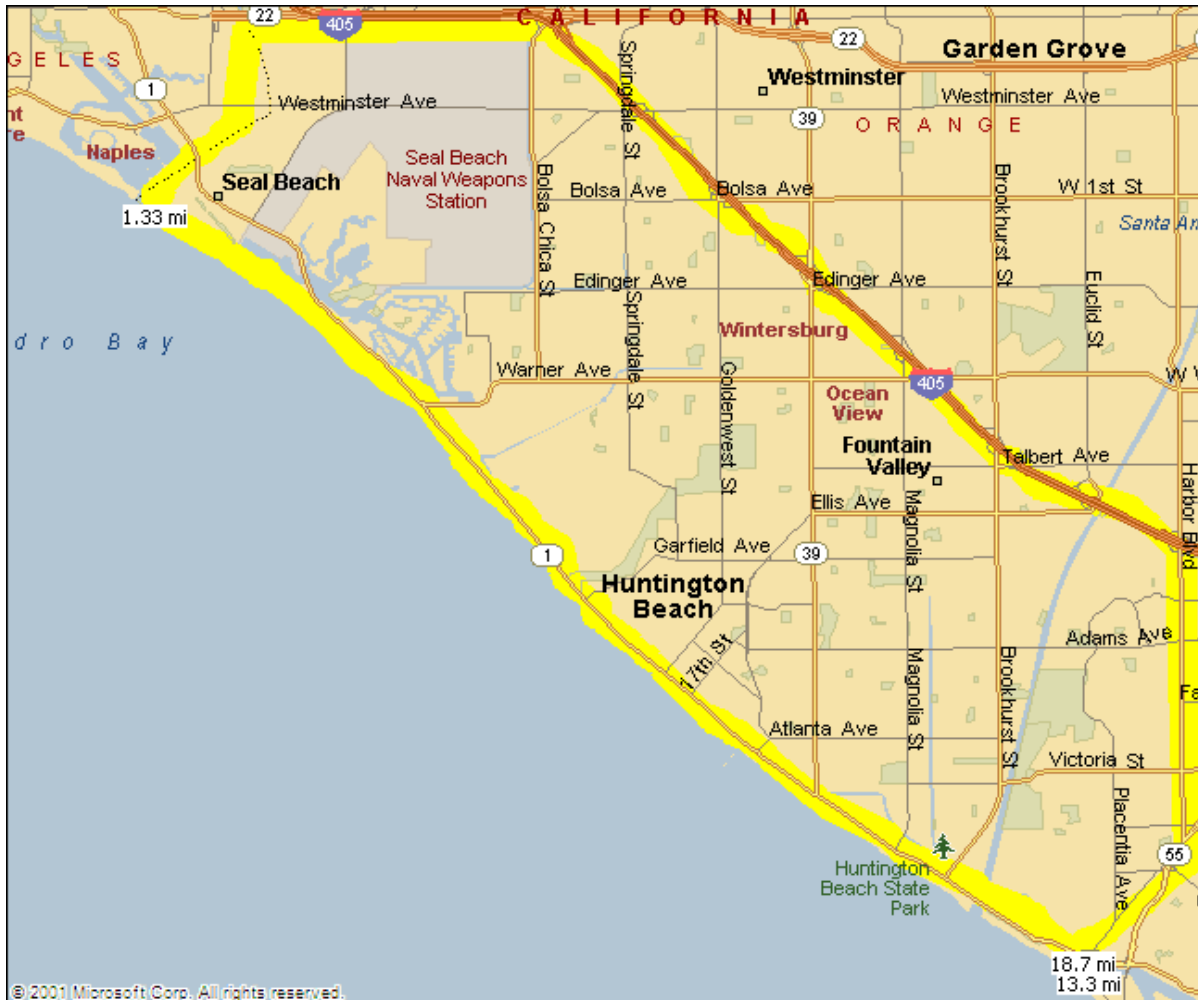 CALIFORNIA
22
405
GELES
22
Garden Grove
Westminster
1
Springdale St
Westminster Ave
Westminster Ave
39
ORANGE
nt
re
Naples
Seal Beach
Naval Weapons
Station
Seal Beach
Bolsa Ave
Bolsa Ave
W 1st St
1.33 mi
Bolsa Chica St
Brookhurst St
Santa An
Edinger Ave
Edinger Ave
Euclid St
Springdale St
Wintersburg
dro Bay
Warner Ave
Goldenwest St
405
W W
Ocean
View
Fountain
Valley
Talbert Ave
Harbor Blvd
Ellis Ave
Magnolia St
Garfield Ave
39
1
Huntington
Beach
Adams Ave
17th St
Magnolia St
Brookhurst St
Fa
Atlanta Ave
Victoria St
Placentia Ave
55
Huntington
Beach State
Park
18.7 mi
13.3 mi
© 2001 Microsoft Corp. All rights reserved.